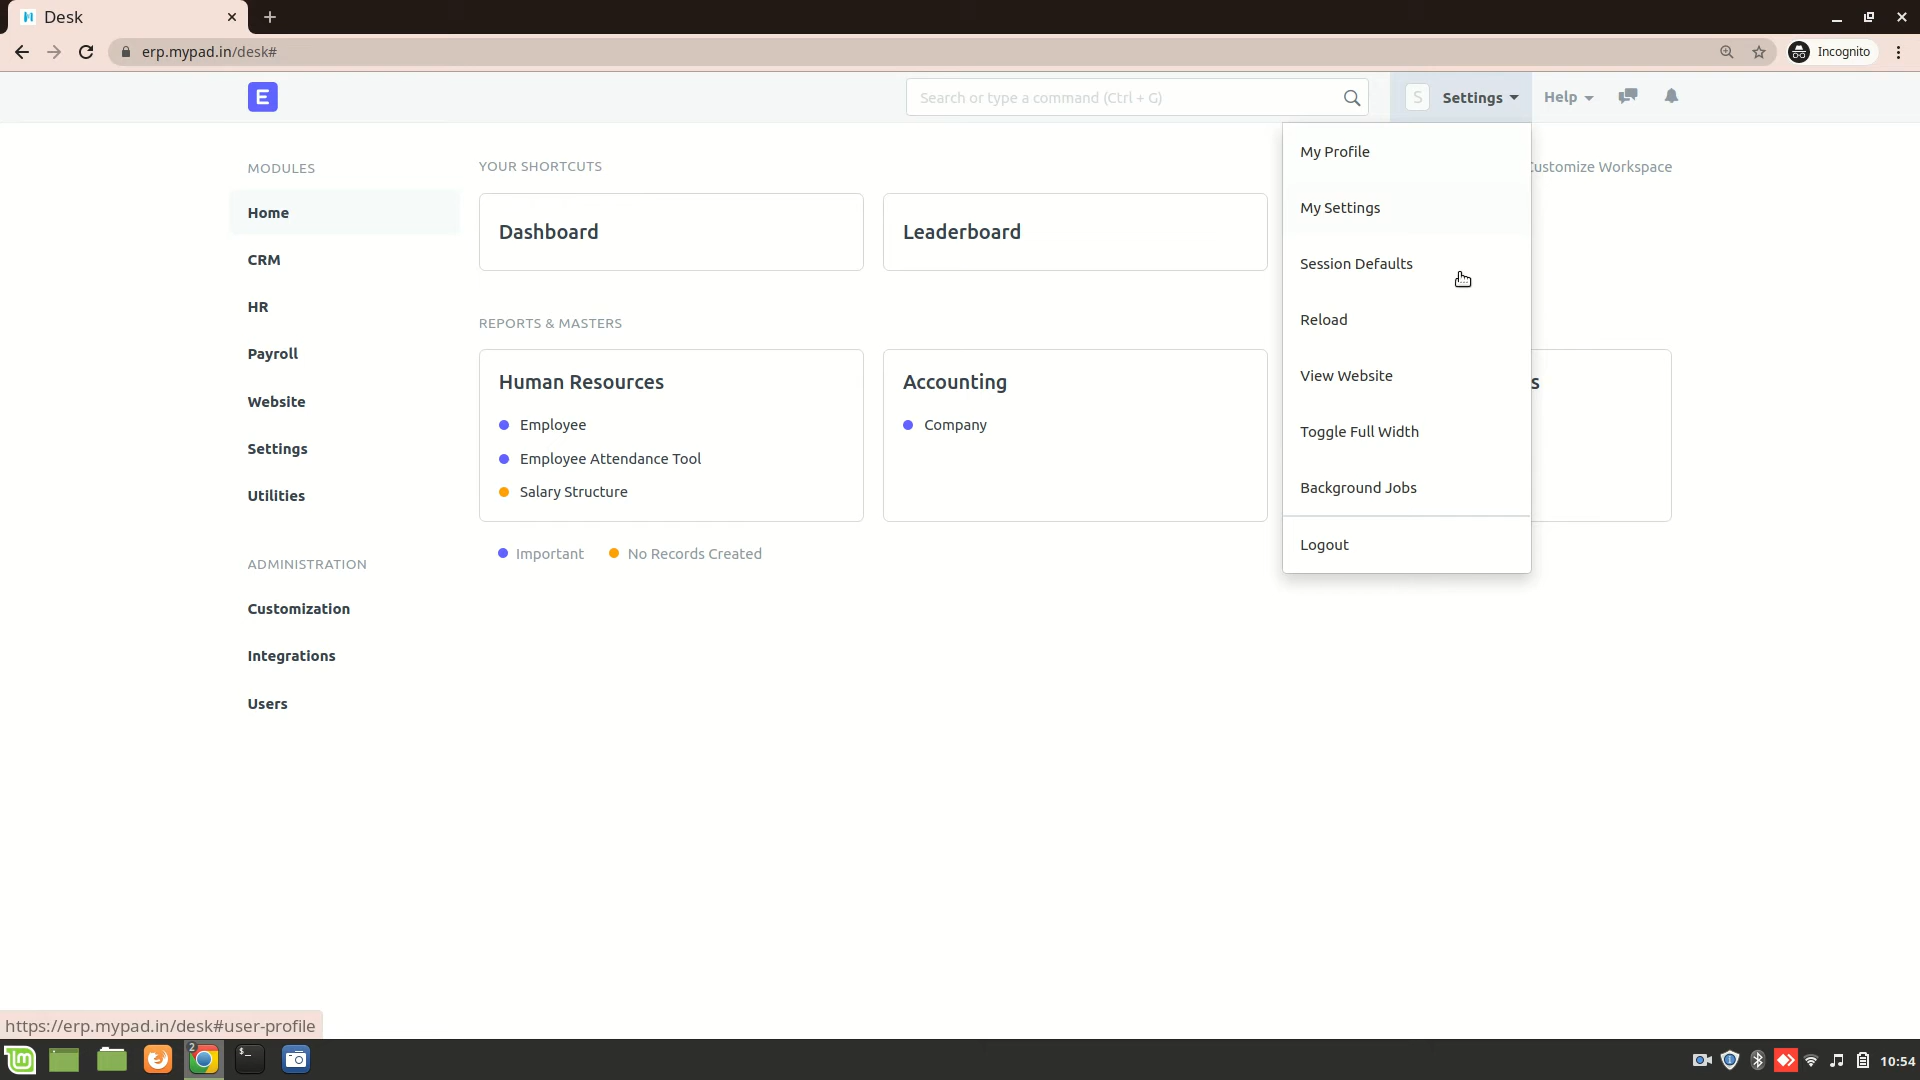 Desk
erp.mypad.in/desk#
Incognito
E
Search or type a command (Ctrl + G)
S
Settings
Help
MODULES
Home
CRM
HR
Payroll
Website
Settings
Utilities
ADMINISTRATION
Customization
Integrations
Users
YOUR SHORTCUTS
Customize Workspace
Dashboard
Leaderboard
REPORTS & MASTERS
Human Resources
Employee
Employee Attendance Tool
Salary Structure
Accounting
Company
s
Important
No Records Created
My Profile
My Settings
Session Defaults
Reload
View Website
Toggle Full Width
Background Jobs
Logout
https://erp.mypad.in/desk#user-profile
2
10:54